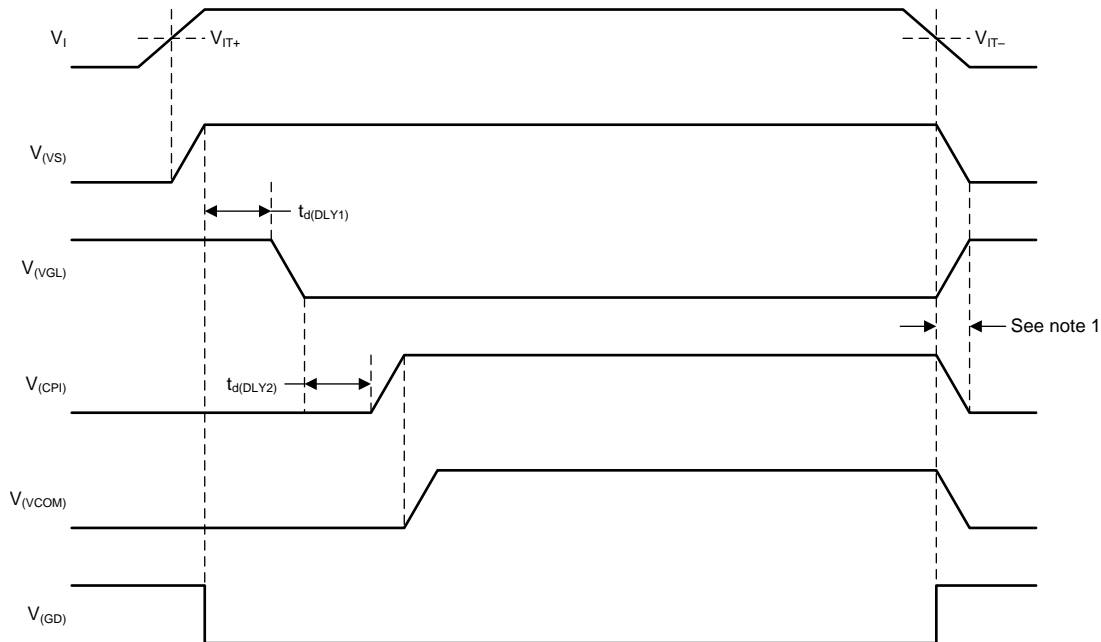 V_I
V_IT+
V_IT–
V_(VS)
t_d(DLY1)
V_(VGL)
See note 1
V_(CPI)
t_d(DLY2)
V_(VCOM)
V_(GD)